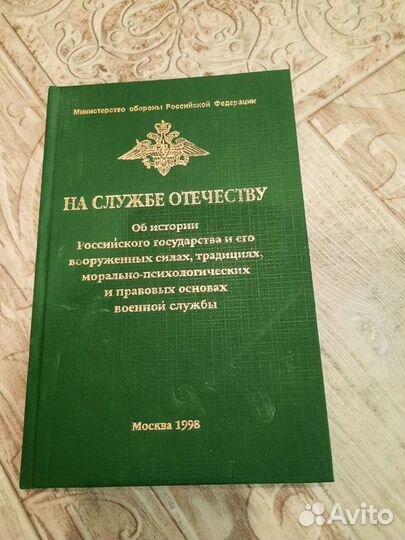 Министерство обороны Российской Федерации
НА СЛУЖБЕ ОТЕЧЕСТВУ
Об истории
Российского государства и его
вооруженных силах, традициях,
морально-психологических
и правовых основах
военной службы
Москва 1998
Avito